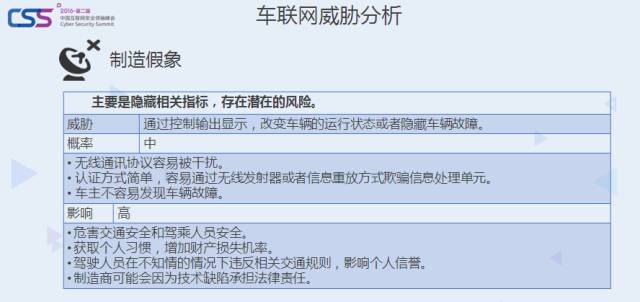 CSS
2016·第二届
中国互联网安全领袖峰会
Cyber Security Summit
车联网威胁分析
制造假象
主要是隐藏相关指标，存在潜在的风险。
威胁 通过控制输出显示，改变车辆的运行状态或者隐藏车辆故障。
概率 中
• 无线通讯协议容易被干扰。
• 认证方式简单，容易通过无线发射器或者信息重放方式欺骗信息处理单元。
• 车主不容易发现车辆故障。
影响 高
• 危害交通安全和驾乘人员安全。
• 获取个人习惯，增加财产损失机率。
• 驾驶人员在不知情的情况下违反相关交通规则，影响个人信誉。
• 制造商可能会因为技术缺陷承担法律责任。